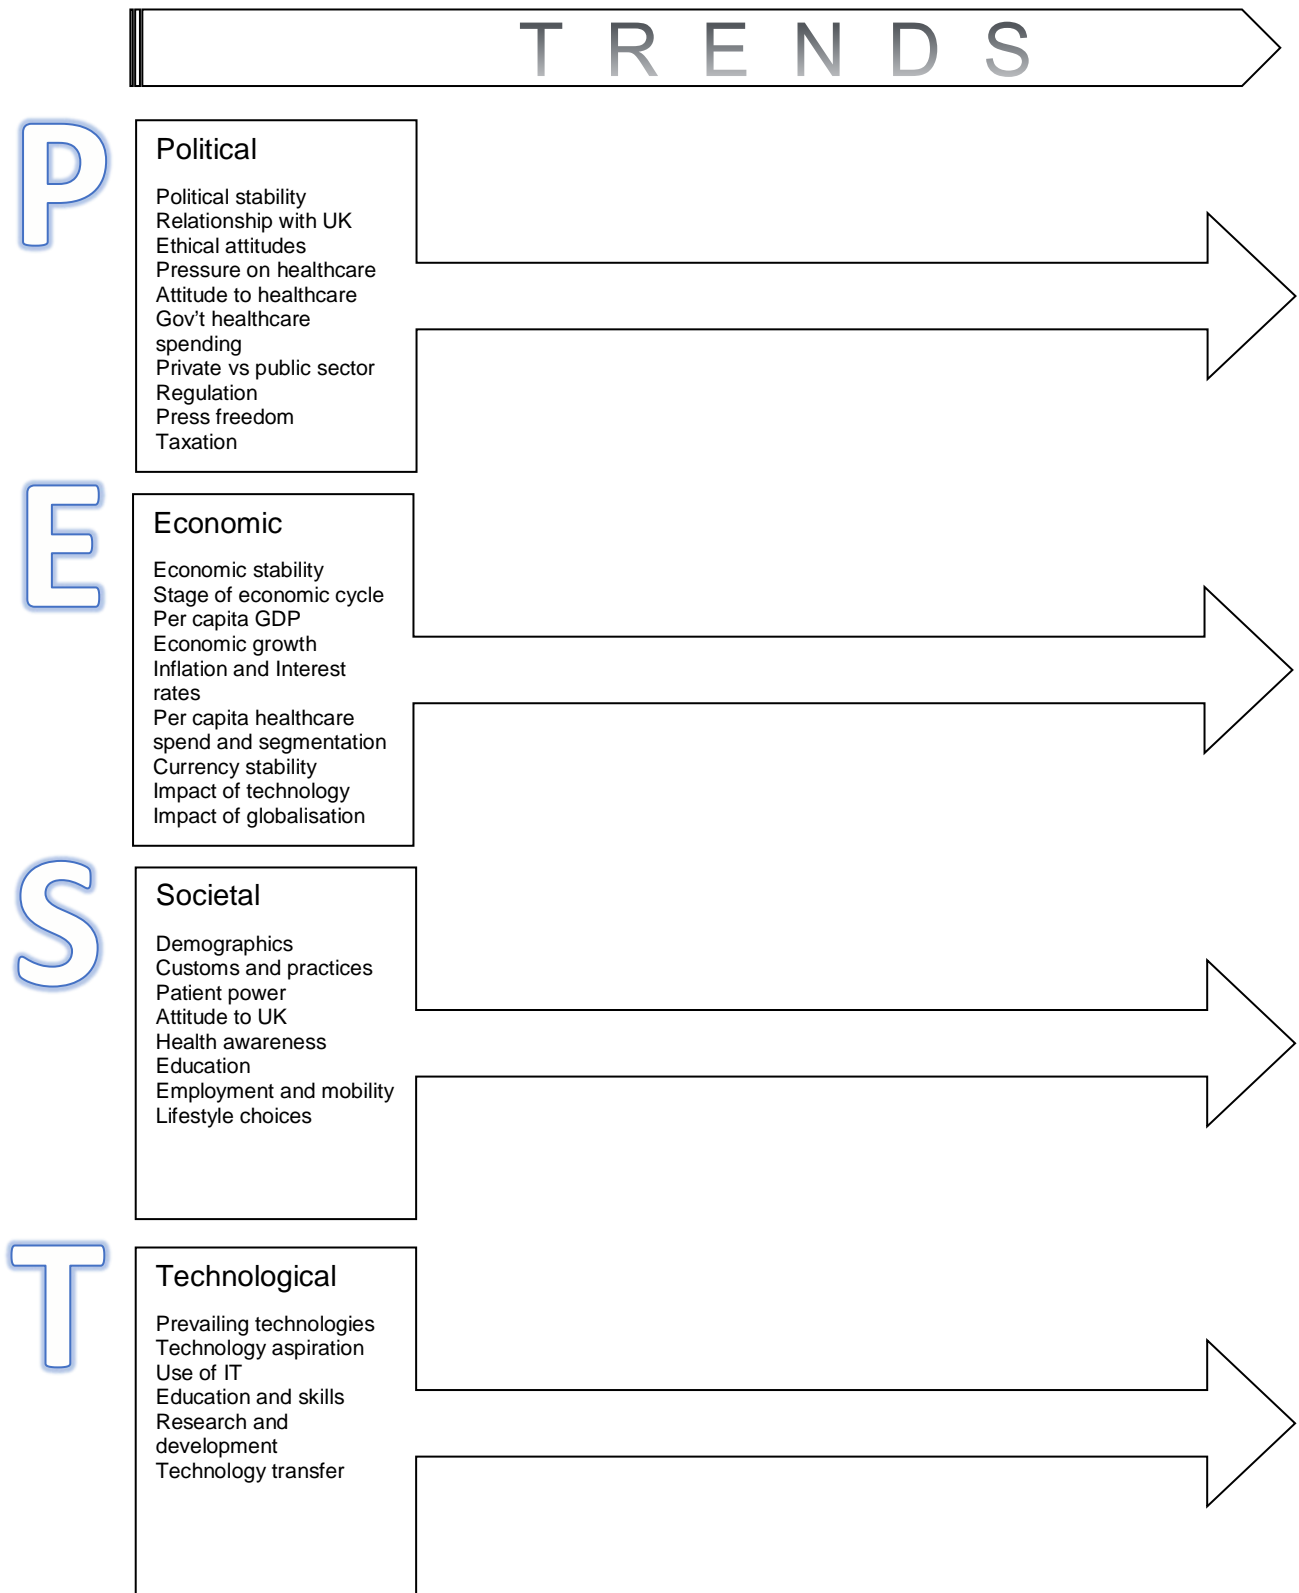 T R E N D S
P
Political
Political stability
Relationship with UK
Ethical attitudes
Pressure on healthcare
Attitude to healthcare
Gov't healthcare
spending
Private vs public sector
Regulation
Press freedom
Taxation
E
Economic
Economic stability
Stage of economic cycle
Per capita GDP
Economic growth
Inflation and Interest
rates
Per capita healthcare
spend and segmentation
Currency stability
Impact of technology
Impact of globalisation
S
Societal
Demographics
Customs and practices
Patient power
Attitude to UK
Health awareness
Education
Employment and mobility
Lifestyle choices
T
Technological
Prevailing technologies
Technology aspiration
Use of IT
Education and skills
Research and
development
Technology transfer